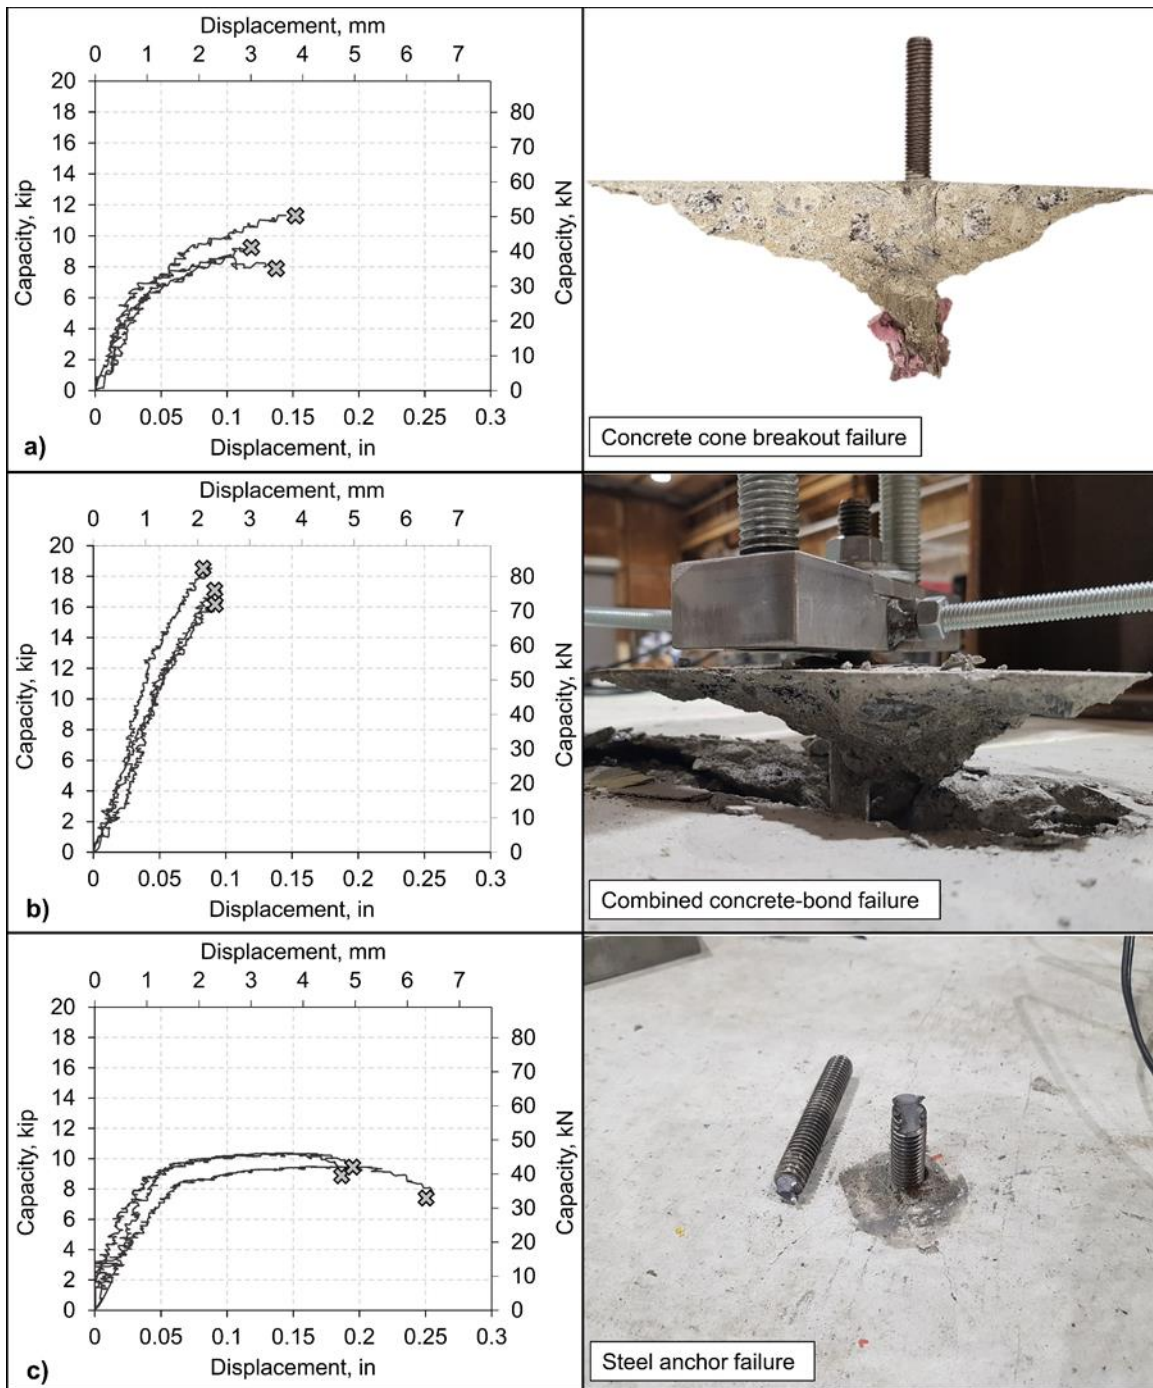 Displacement, mm
0 1 2 3 4 5 6 7
20
18
16
14
12
10
8
6
4
2
0
Capacity, kip
80
70
60
50
40
30
20
10
0
Capacity, kN
0 0.05 0.1 0.15 0.2 0.25 0.3
Displacement, in
a)
Concrete cone breakout failure
Displacement, mm
0 1 2 3 4 5 6 7
20
18
16
14
12
10
8
6
4
2
0
Capacity, kip
80
70
60
50
40
30
20
10
0
Capacity, kN
0 0.05 0.1 0.15 0.2 0.25 0.3
Displacement, in
b)
Combined concrete-bond failure
Displacement, mm
0 1 2 3 4 5 6 7
20
18
16
14
12
10
8
6
4
2
0
Capacity, kip
80
70
60
50
40
30
20
10
0
Capacity, kN
0 0.05 0.1 0.15 0.2 0.25 0.3
Displacement, in
c)
Steel anchor failure